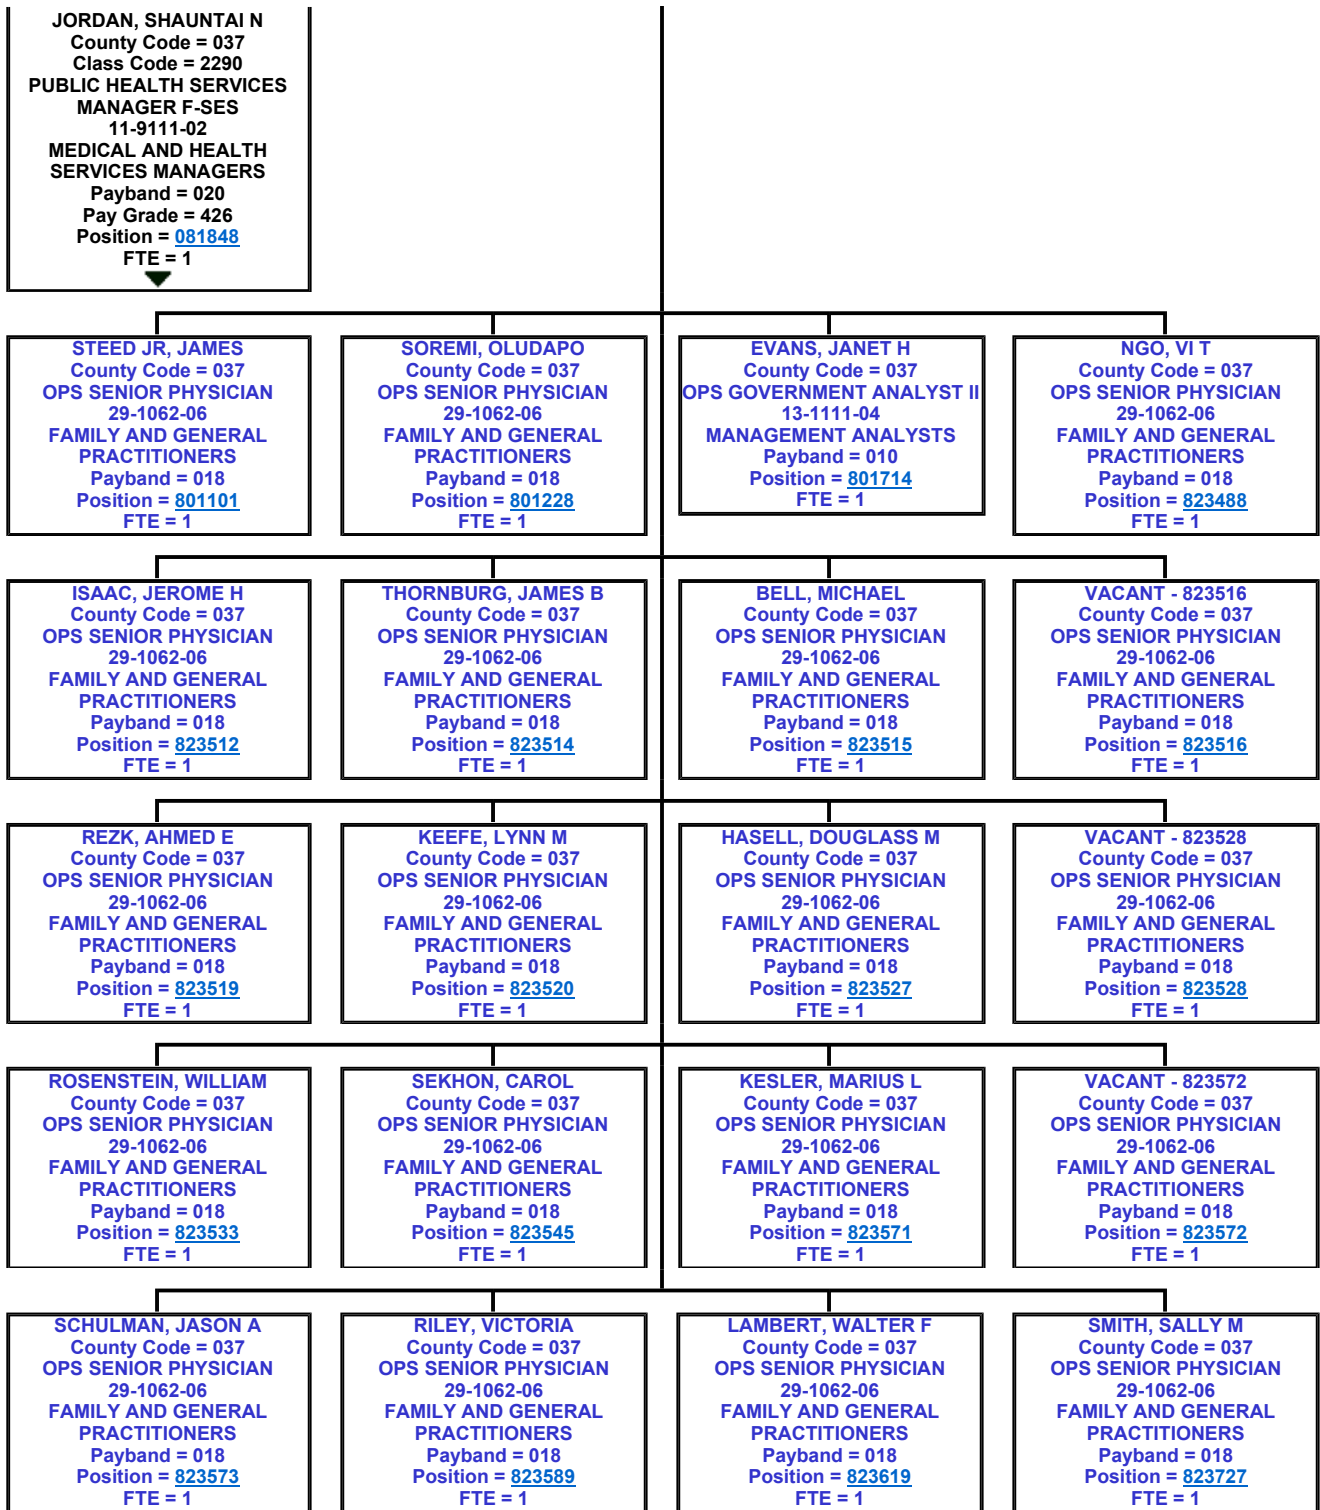 JORDAN, SHAUNTAI N
County Code = 037
Class Code = 2290
PUBLIC HEALTH SERVICES
MANAGER F-SES
11-9111-02
MEDICAL AND HEALTH
SERVICES MANAGERS
Payband = 020
Pay Grade = 426
Position = 081848
FTE = 1
STEED JR, JAMES
County Code = 037
OPS SENIOR PHYSICIAN
29-1062-06
FAMILY AND GENERAL
PRACTITIONERS
Payband = 018
Position = 801101
FTE = 1
SOREMI, OLUDAPO
County Code = 037
OPS SENIOR PHYSICIAN
29-1062-06
FAMILY AND GENERAL
PRACTITIONERS
Payband = 018
Position = 801228
FTE = 1
EVANS, JANET H
County Code = 037
OPS GOVERNMENT ANALYST II
13-1111-04
MANAGEMENT ANALYSTS
Payband = 010
Position = 801714
FTE = 1
NGO, VI T
County Code = 037
OPS SENIOR PHYSICIAN
29-1062-06
FAMILY AND GENERAL
PRACTITIONERS
Payband = 018
Position = 823488
FTE = 1
ISAAC, JEROME H
County Code = 037
OPS SENIOR PHYSICIAN
29-1062-06
FAMILY AND GENERAL
PRACTITIONERS
Payband = 018
Position = 823512
FTE = 1
THORNBURG, JAMES B
County Code = 037
OPS SENIOR PHYSICIAN
29-1062-06
FAMILY AND GENERAL
PRACTITIONERS
Payband = 018
Position = 823514
FTE = 1
BELL, MICHAEL
County Code = 037
OPS SENIOR PHYSICIAN
29-1062-06
FAMILY AND GENERAL
PRACTITIONERS
Payband = 018
Position = 823515
FTE = 1
VACANT - 823516
County Code = 037
OPS SENIOR PHYSICIAN
29-1062-06
FAMILY AND GENERAL
PRACTITIONERS
Payband = 018
Position = 823516
FTE = 1
REZK, AHMED E
County Code = 037
OPS SENIOR PHYSICIAN
29-1062-06
FAMILY AND GENERAL
PRACTITIONERS
Payband = 018
Position = 823519
FTE = 1
KEEFE, LYNN M
County Code = 037
OPS SENIOR PHYSICIAN
29-1062-06
FAMILY AND GENERAL
PRACTITIONERS
Payband = 018
Position = 823520
FTE = 1
HASELL, DOUGLASS M
County Code = 037
OPS SENIOR PHYSICIAN
29-1062-06
FAMILY AND GENERAL
PRACTITIONERS
Payband = 018
Position = 823527
FTE = 1
VACANT - 823528
County Code = 037
OPS SENIOR PHYSICIAN
29-1062-06
FAMILY AND GENERAL
PRACTITIONERS
Payband = 018
Position = 823528
FTE = 1
ROSENSTEIN, WILLIAM
County Code = 037
OPS SENIOR PHYSICIAN
29-1062-06
FAMILY AND GENERAL
PRACTITIONERS
Payband = 018
Position = 823533
FTE = 1
SEKHON, CAROL
County Code = 037
OPS SENIOR PHYSICIAN
29-1062-06
FAMILY AND GENERAL
PRACTITIONERS
Payband = 018
Position = 823545
FTE = 1
KESLER, MARIUS L
County Code = 037
OPS SENIOR PHYSICIAN
29-1062-06
FAMILY AND GENERAL
PRACTITIONERS
Payband = 018
Position = 823571
FTE = 1
VACANT - 823572
County Code = 037
OPS SENIOR PHYSICIAN
29-1062-06
FAMILY AND GENERAL
PRACTITIONERS
Payband = 018
Position = 823572
FTE = 1
SCHULMAN, JASON A
County Code = 037
OPS SENIOR PHYSICIAN
29-1062-06
FAMILY AND GENERAL
PRACTITIONERS
Payband = 018
Position = 823573
FTE = 1
RILEY, VICTORIA
County Code = 037
OPS SENIOR PHYSICIAN
29-1062-06
FAMILY AND GENERAL
PRACTITIONERS
Payband = 018
Position = 823589
FTE = 1
LAMBERT, WALTER F
County Code = 037
OPS SENIOR PHYSICIAN
29-1062-06
FAMILY AND GENERAL
PRACTITIONERS
Payband = 018
Position = 823619
FTE = 1
SMITH, SALLY M
County Code = 037
OPS SENIOR PHYSICIAN
29-1062-06
FAMILY AND GENERAL
PRACTITIONERS
Payband = 018
Position = 823727
FTE = 1